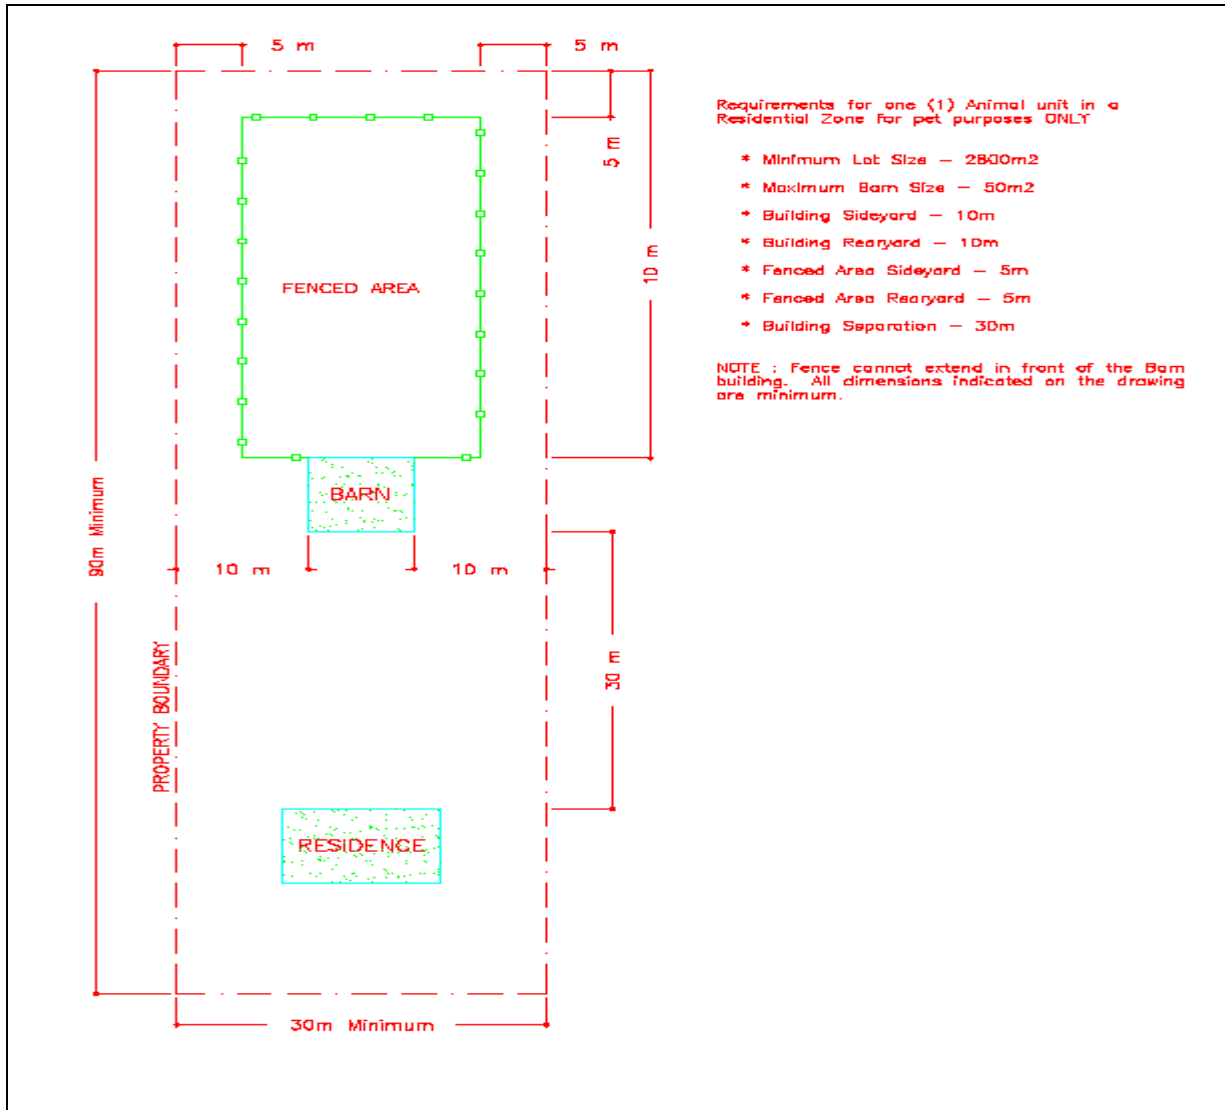 5 m
5 m
Requirements for one (1) Animal unit in a
Residential Zone for pet purposes ONLY
5 m
* Minimum Lot Size – 2800m2
* Maximum Barn Size – 50m2
* Building Sideyard – 10m
* Building Rearyard – 10m
* Fenced Area Sideyard – 5m
* Fenced Area Rearyard – 5m
* Building Separation – 30m
10 m
FENCED AREA
NOTE : Fence cannot extend in front of the Barn
building. All dimensions indicated on the drawing
are minimum.
BARN
90m Minimum
10 m
10 m
30 m
PROPERTY BOUNDARY
RESIDENCE
30m Minimum